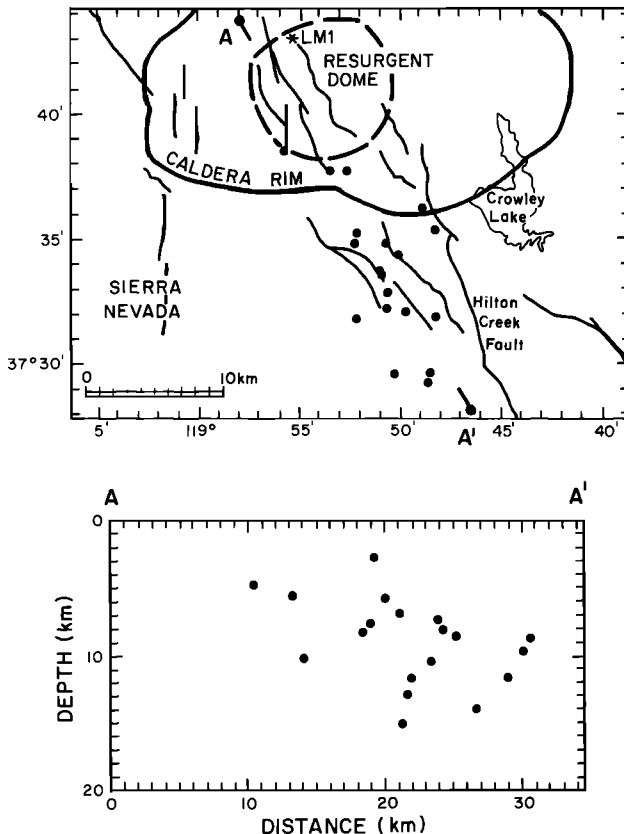 A
*LM1
RESURGENT
DOME
40'
CALDERA RIM
Crowley
Lake
35'
SIERRA
NEVADA
Hilton
Creek
Fault
37°30'
0 10km
5' 119° 55' 50' 45' 40'
A'
A A'
0
10
20
DEPTH (km)
0 10 20 30
DISTANCE (km)